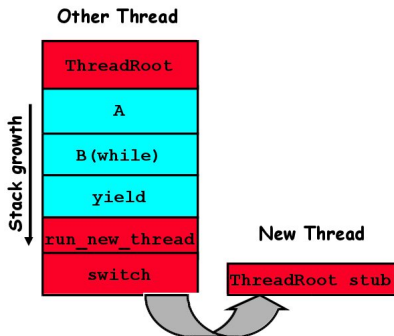 Other Thread
ThreadRoot
A
B(while)
yield
run_new_thread
switch
Stack growth
New Thread
ThreadRoot stub